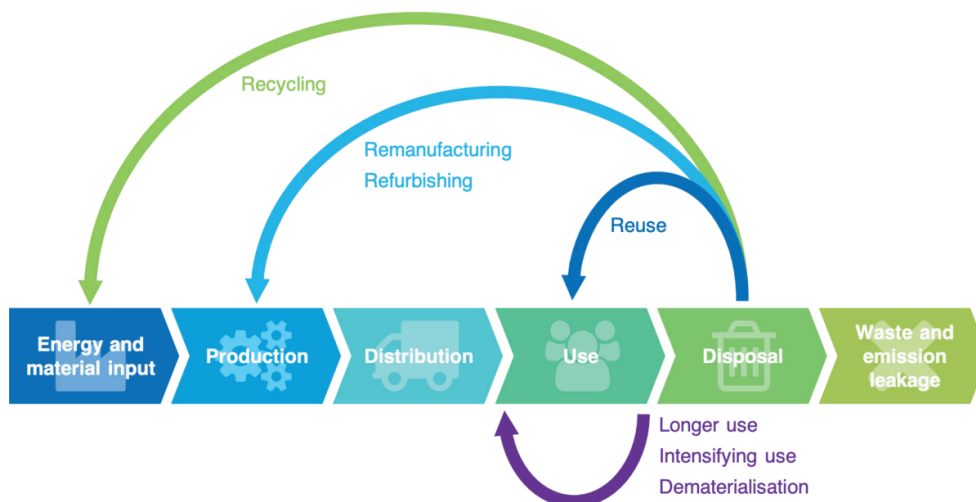 Recycling
Remanufacturing
Refurbishing
Reuse
Energy and
material input
Production
Distribution
Use
Disposal
Waste and
emission
leakage
Longer use
Intensifying use
Dematerialisation